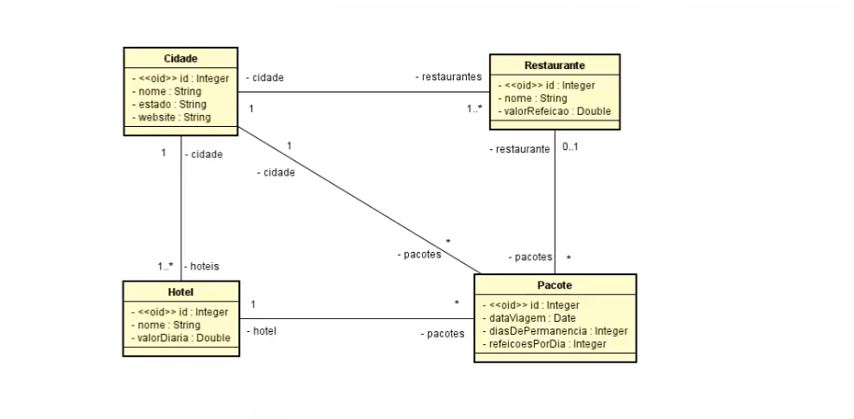 Cidade
- <<oid>> id : Integer
- nome : String
- estado : String
- website : String
- cidade
1
- restaurantes
1..*
Restaurante
- <<oid>> id : Integer
- nome : String
- valorRefeicao : Double
1
- cidade
1
- cidade
- restaurante
0..1
1..*
- hoteis
*
- pacotes
- pacotes
*
Hotel
- <<oid>> id : Integer
- nome : String
- valorDiaria : Double
1
- hotel
*
- pacotes
Pacote
- <<oid>> id : Integer
- dataViagem : Date
- diasDePermanencia : Integer
- refeicoesPorDia : Integer